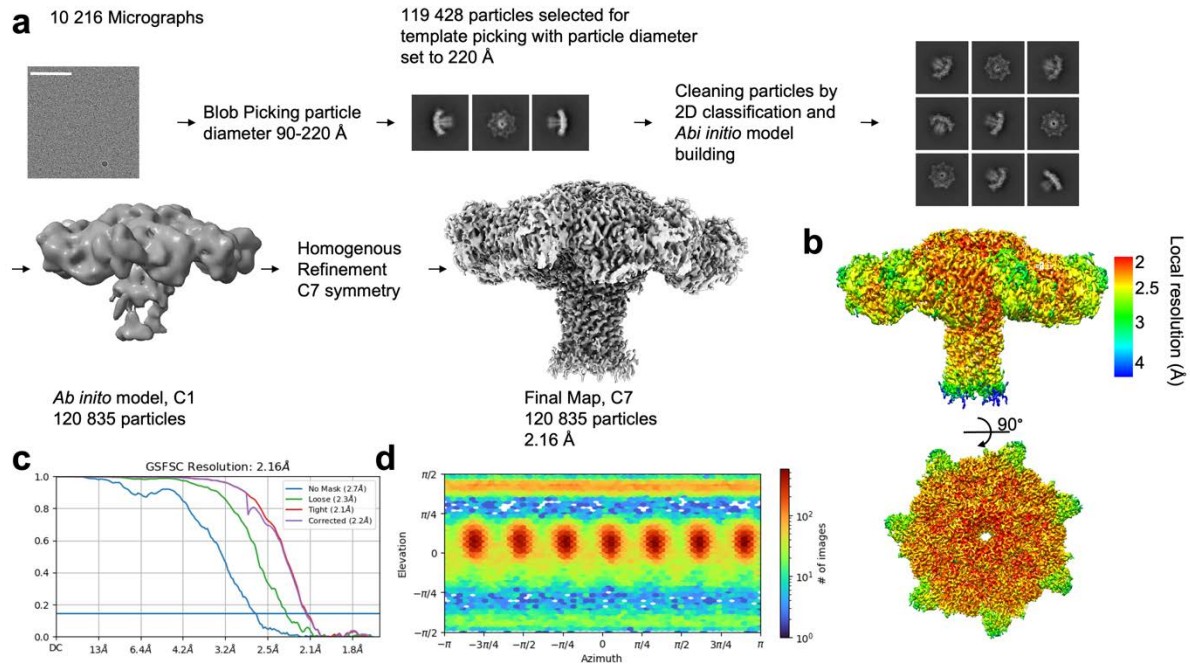 a
10 216 Micrographs
119 428 particles selected for
template picking with particle diameter
set to 220 Å
Blob Picking particle
diameter 90-220 Å
Cleaning particles by
2D classification and
Abi initio model
building
Homogenous
Refinement
C7 symmetry
Ab inito model, C1
120 835 particles
Final Map, C7
120 835 particles
2.16 Å
b
2
2.5
3
4
Local resolution (Å)
90°
c
GSFSC Resolution: 2.16Å
No Mask (2.7Å)
Loose (2.3Å)
Tight (2.1Å)
Corrected (2.2Å)
1.0
0.8
0.6
0.4
0.2
0.0
DC 13Å 6.4Å 4.2Å 3.2Å 2.5Å 2.1Å 1.8Å
d
π/2
π/4
0
−π/4
−π/2
Elevation
−π −3π/4 −π/2 −π/4 0 π/4 π/2 3π/4 π
Azimuth
10²
10¹
10⁰
# of images